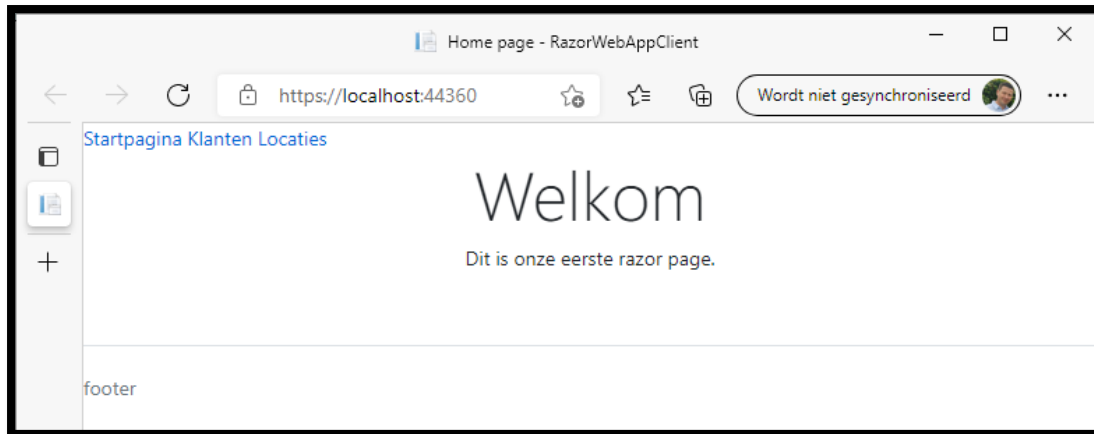 Home page - RazorWebAppClient
https://localhost:44360
Wordt niet gesynchroniseerd
Startpagina Klanten Locaties
Welkom
Dit is onze eerste razor page.
footer